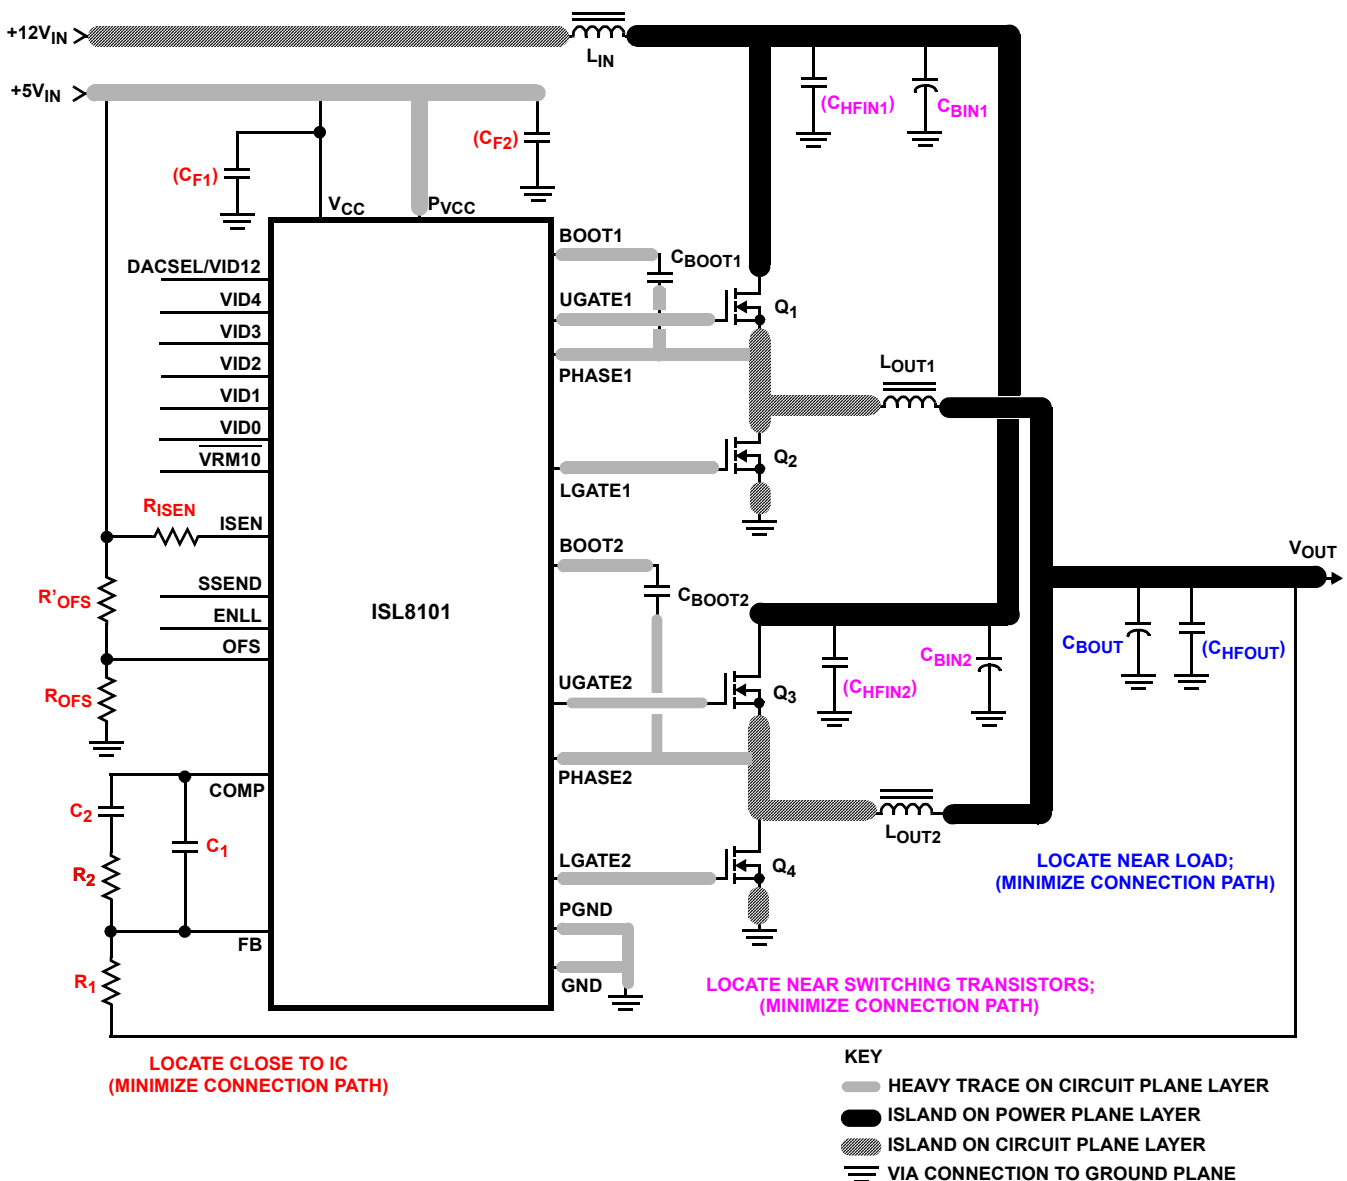 +12VIN
LIN
+5VIN
(CHFIN1)
CBIN1
(CF2)
(CF1)
VCC
PVCC
BOOT1
CBOOT1
DACSEL/VID12
VID4
UGATE1
Q1
VID3
VID2
PHASE1
LOUT1
VID1
VID0
VRM10
Q2
LGATE1
RISEN
ISEN
BOOT2
VOUT
SSEND
R'OFS
CBOOT2
ISL8101
ENLL
OFS
CBOUT
(CHFOUT)
CBIN2
(CHFIN2)
ROFS
UGATE2
Q3
PHASE2
COMP
C2
C1
LOUT2
R2
LGATE2
Q4
LOCATE NEAR LOAD;
(MINIMIZE CONNECTION PATH)
PGND
FB
R1
GND
LOCATE NEAR SWITCHING TRANSISTORS;
(MINIMIZE CONNECTION PATH)
LOCATE CLOSE TO IC
(MINIMIZE CONNECTION PATH)
KEY
HEAVY TRACE ON CIRCUIT PLANE LAYER
ISLAND ON POWER PLANE LAYER
ISLAND ON CIRCUIT PLANE LAYER
VIA CONNECTION TO GROUND PLANE